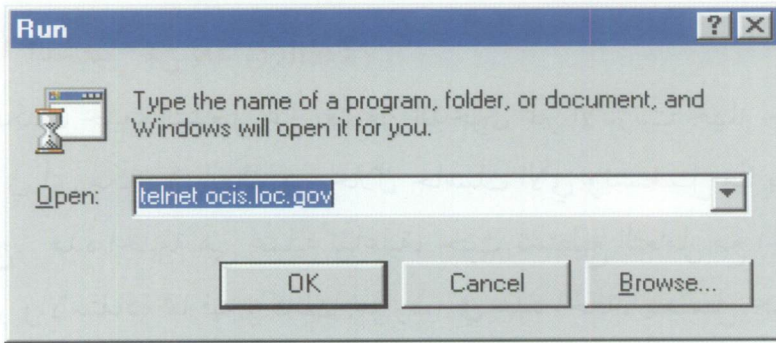 Run
Type the name of a program, folder, or document, and
Windows will open it for you.
Open:
telnet ocis.loc.gov
OK
Cancel
Browse...